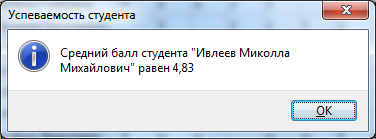 Успеваемость студента
Средний балл студента "Ивлеев Миколла
Михайлович" равен 4,83
OK